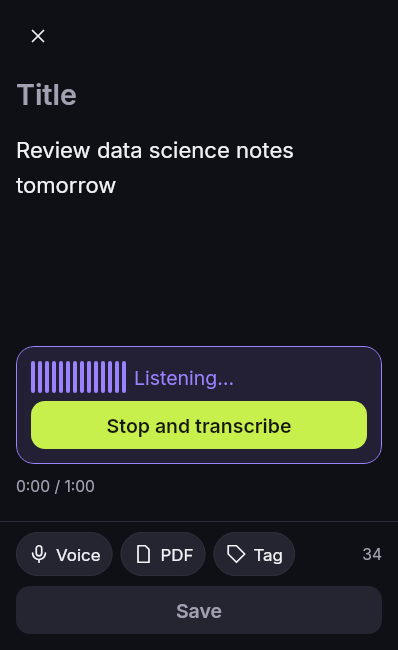 Title
Review data science notes
tomorrow
Listening...
Stop and transcribe
0:00 / 1:00
Voice
PDF
Tag
34
Save